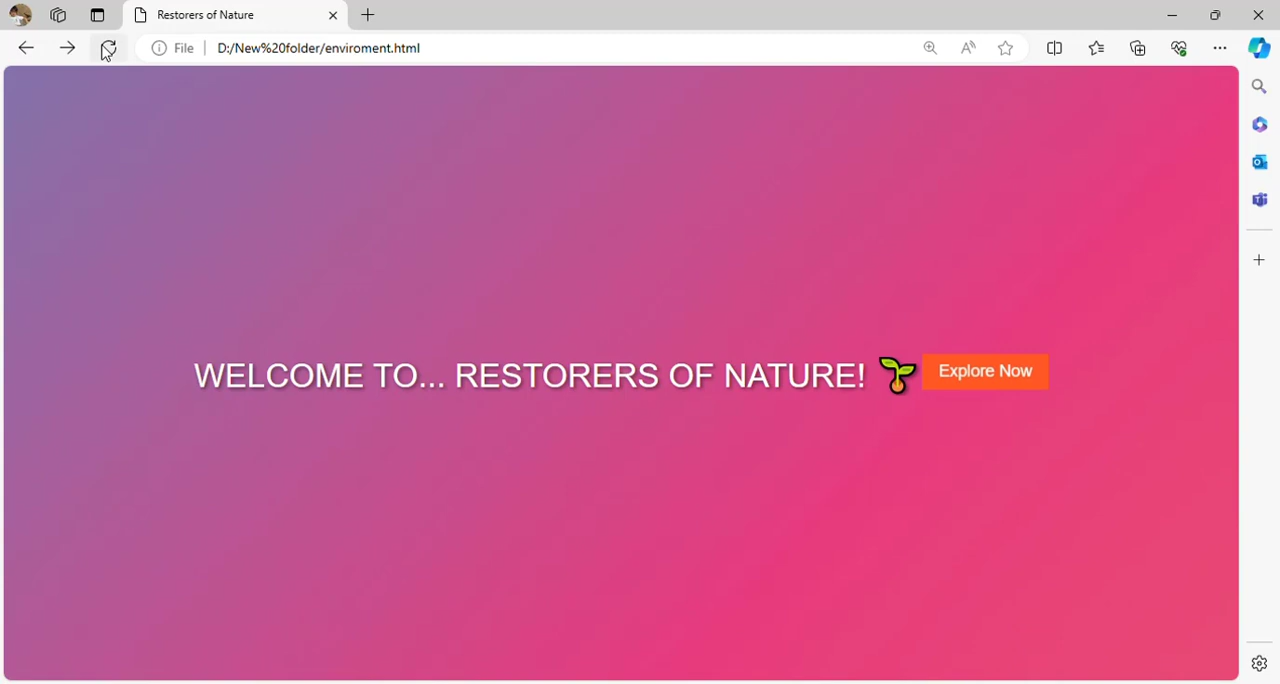 Restorers of Nature
File D:/New%20folder/enviroment.html
WELCOME TO... RESTORERS OF NATURE! 🌱 Explore Now